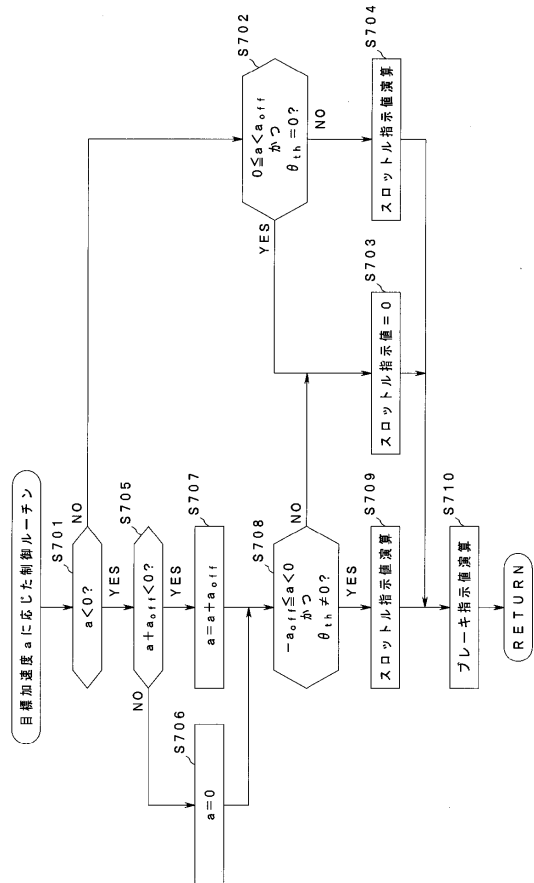 目標加速度aに応じた制御ルーチン
S701
a<0?
NO
YES
S702
0≦a<aoff
かつ
θth=0?
YES
NO
S705
a+aoff<0?
NO
YES
S706
a=0
S707
a=a+aoff
S708
-aoff≦a<0
かつ
θth≠0?
NO
YES
S709
スロットル指示値演算
S703
スロットル指示値=0
S704
スロットル指示値演算
S710
ブレーキ指示値演算
RETURN